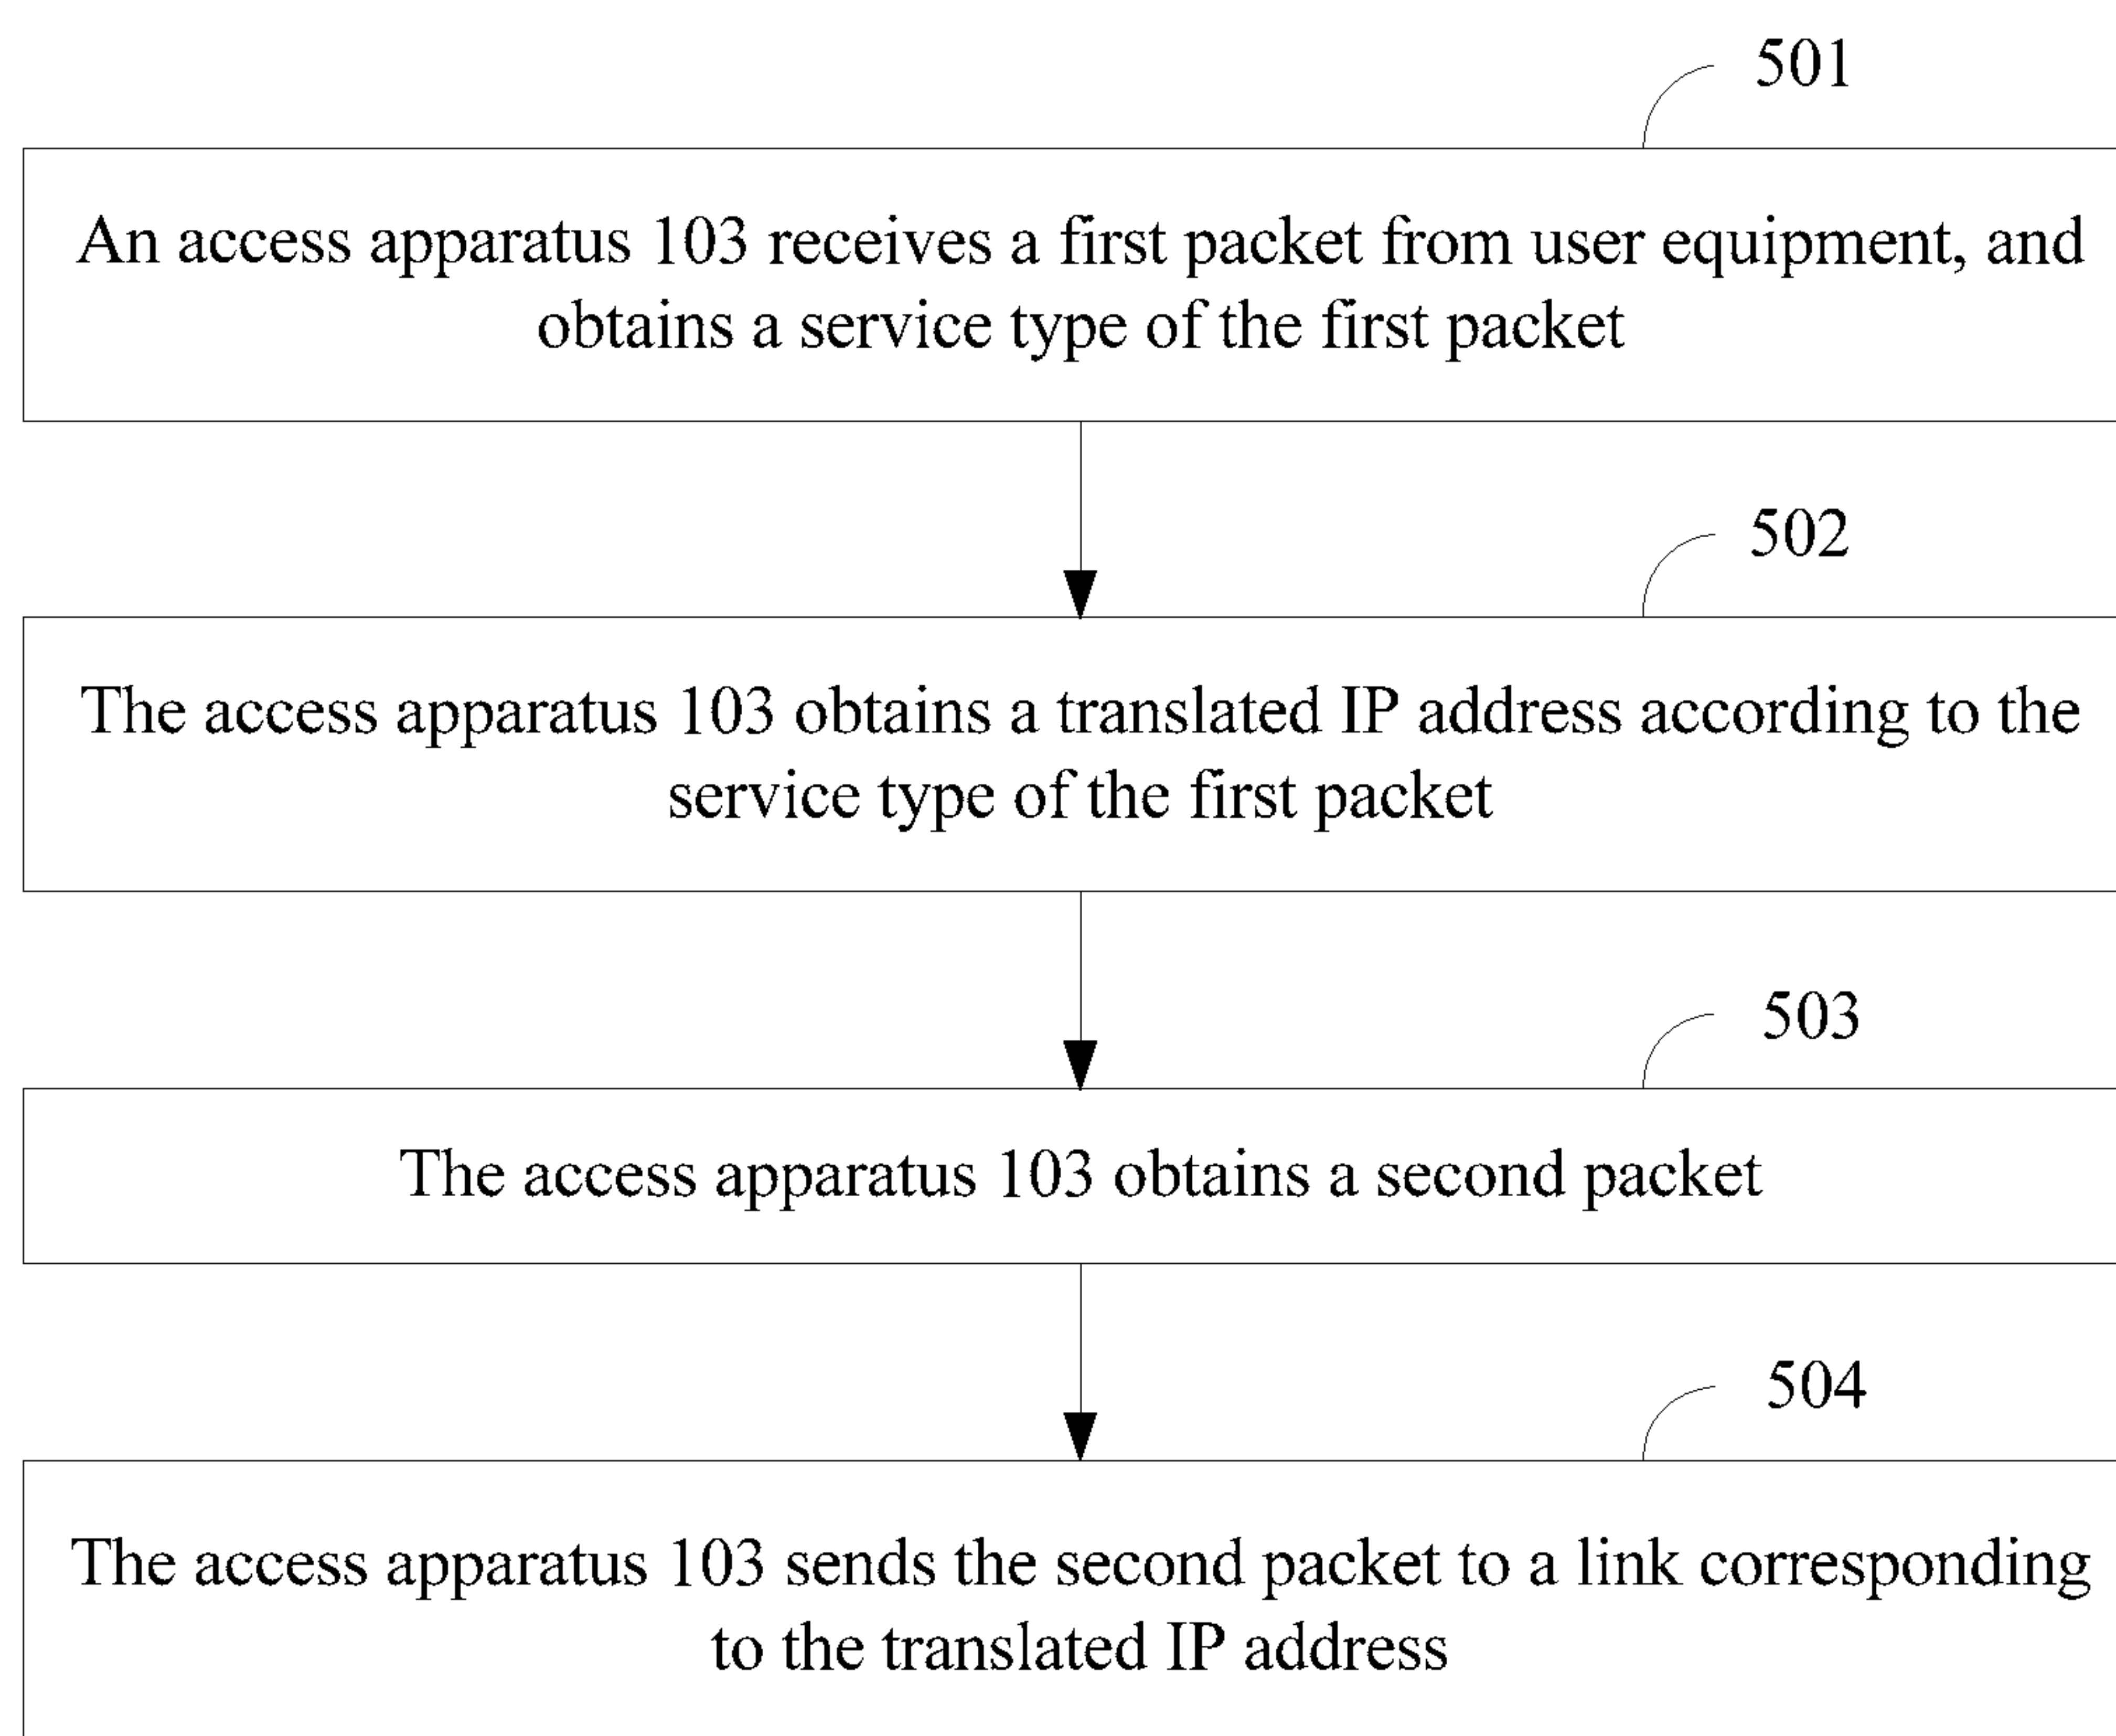 501
An access apparatus 103 receives a first packet from user equipment, and
obtains a service type of the first packet
502
The access apparatus 103 obtains a translated IP address according to the
service type of the first packet
503
The access apparatus 103 obtains a second packet
504
The access apparatus 103 sends the second packet to a link corresponding
to the translated IP address